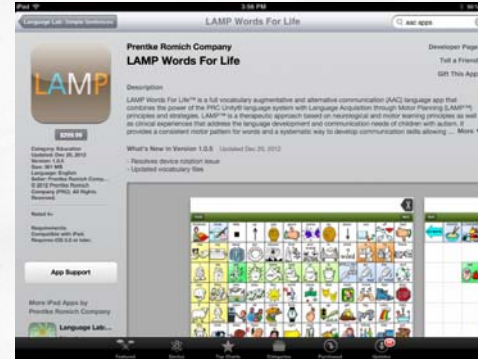 iPad
3:56 PM
Language Lab: Simple Sentences
LAMP Words For Life
aac apps
LAMP
Prentke Romich Company
LAMP Words For Life
Developer Page
Tell a Friend
Gift This App
Description
LAMP Words For Life™ is a full vocabulary augmentative and alternative communication (AAC) language app that
combines the power of the PRC Unity® language system with Language Acquisition through Motor Planning (LAMP™)
principles and strategies. LAMP™ is a therapeutic approach based on neurological and motor learning principles as well
as clinical experiences that address the language development and communication needs of children with autism. It
provides a consistent motor pattern for words and a systematic way to develop communication skills allowing ... More
$299.99
Category: Education
Updated: Dec 20, 2012
Version: 1.0.5
Language: English
Seller: Prentke Romich Comp...
© 2012 Prentke Romich
Company (PRC) All Rights
Reserved.
Rated 4+
Requirements:
Compatible with iPad.
Requires iOS 5.0 or later.
What's New in Version 1.0.5 Updated Dec 20, 2012
- Resolves device rotation issue
- Updated vocabulary files
App Support
More iPad Apps by
Prentke Romich Company
Language Lab:...
Featured
Genius
Top Charts
Categories
Purchased
Updates